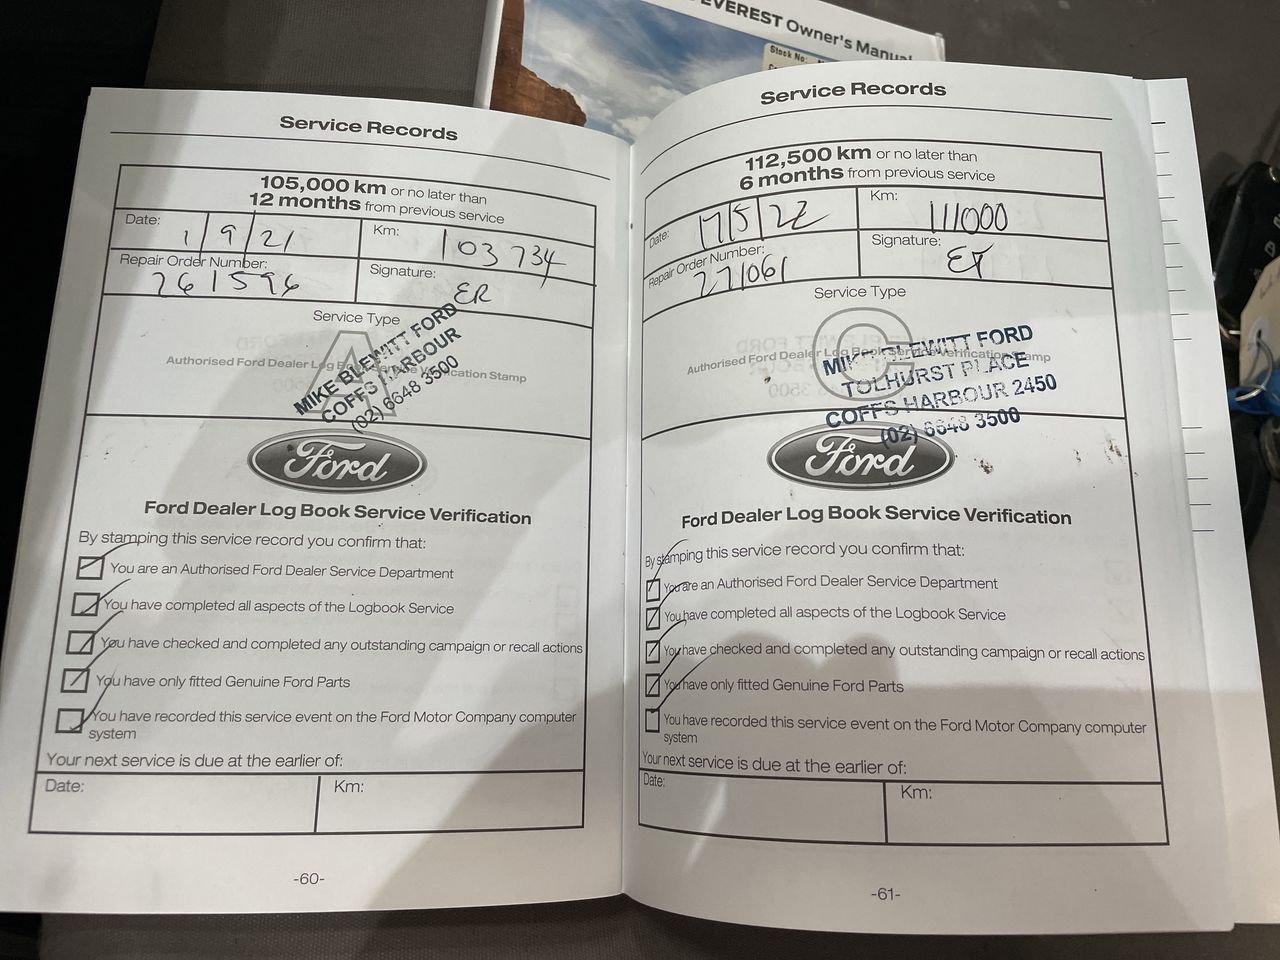 EVEREST Owner's Manual
Stock No:
Service Records
105,000 km or no later than
12 months from previous service
Date: 1/9/21
Km: 103 734
Repair Order Number: 261596
Signature: ER
Service Type
A
Authorised Ford Dealer Log Book Service Verification Stamp
MIKE BLEWITT FORD
COFFS HARBOUR
(02) 6648 3500
Ford
Ford Dealer Log Book Service Verification
By stamping this service record you confirm that:
You are an Authorised Ford Dealer Service Department
You have completed all aspects of the Logbook Service
You have checked and completed any outstanding campaign or recall actions
You have only fitted Genuine Ford Parts
You have recorded this service event on the Ford Motor Company computer
system
Your next service is due at the earlier of:
Date:
Km:
-60-
Service Records
112,500 km or no later than
6 months from previous service
Date: 17/5/22
Km: 111000
Repair Order Number: 271061
Signature:
Service Type
C
Authorised Ford Dealer Log Book Service Verification Stamp
MIKE BLEWITT FORD
TOLHURST PLACE
COFFS HARBOUR 2450
(02) 6648 3500
Ford
Ford Dealer Log Book Service Verification
By stamping this service record you confirm that:
You are an Authorised Ford Dealer Service Department
You have completed all aspects of the Logbook Service
You have checked and completed any outstanding campaign or recall actions
You have only fitted Genuine Ford Parts
You have recorded this service event on the Ford Motor Company computer
system
Your next service is due at the earlier of:
Date:
Km:
-61-